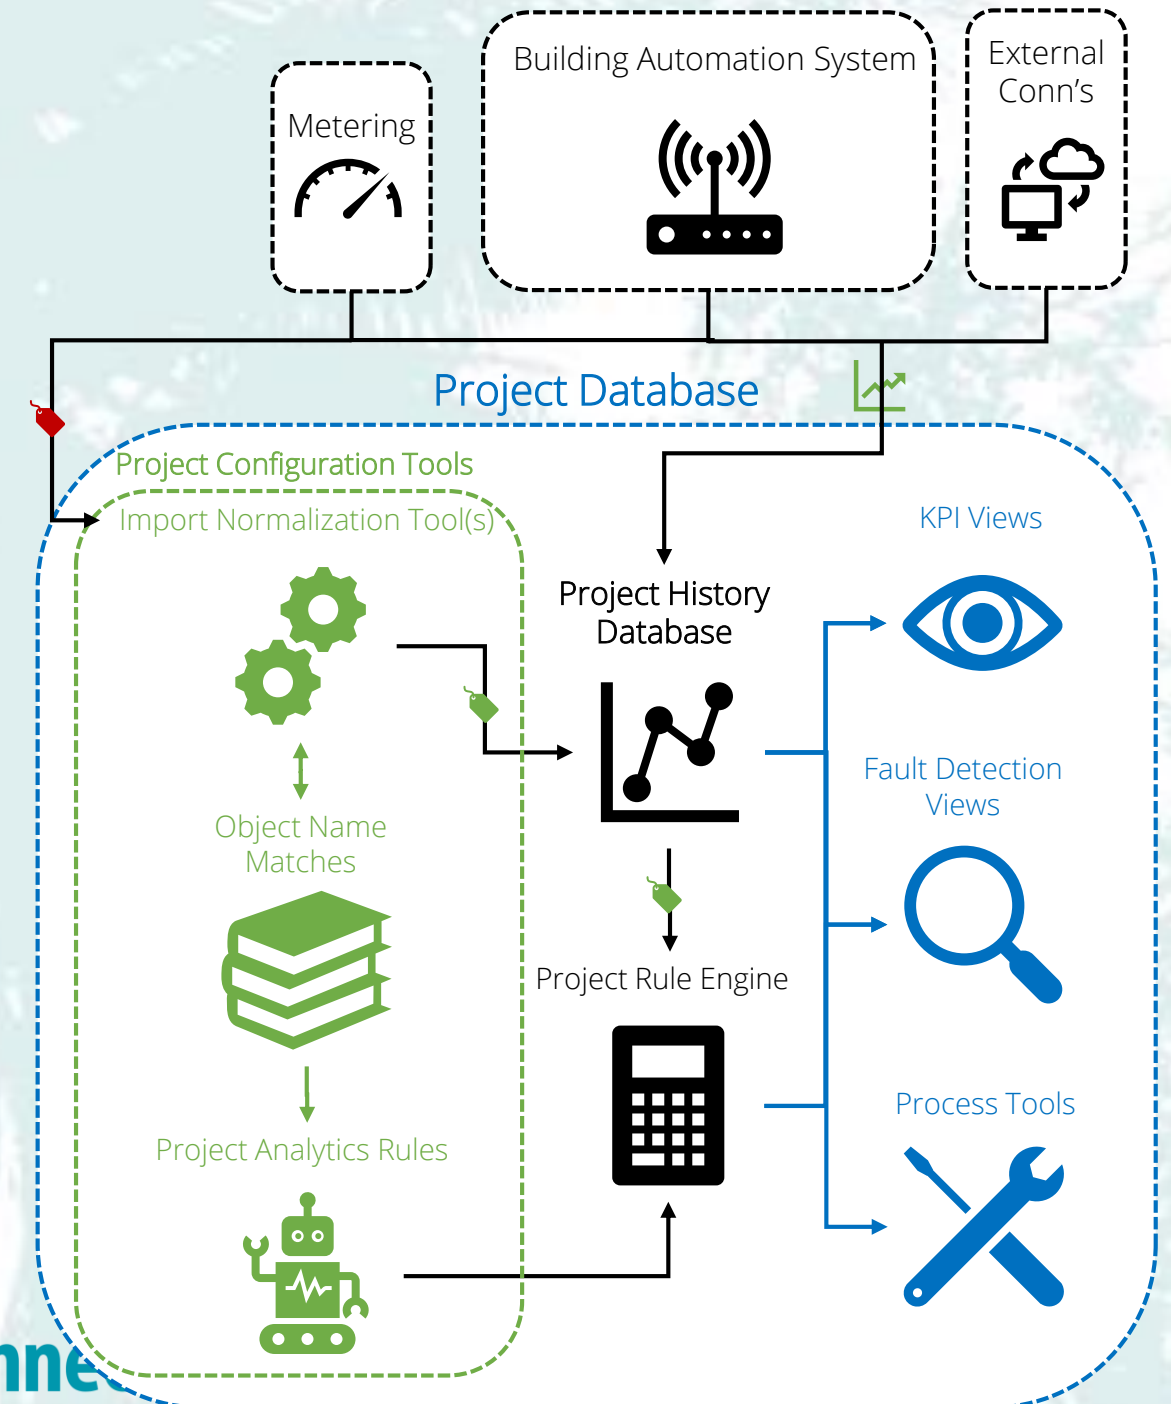 Building Automation System
External
Conn's
Metering
Project Database
Project Configuration Tools
Import Normalization Tool(s)
KPI Views
Project History
Database
Fault Detection
Views
Object Name
Matches
Project Rule Engine
Process Tools
Project Analytics Rules